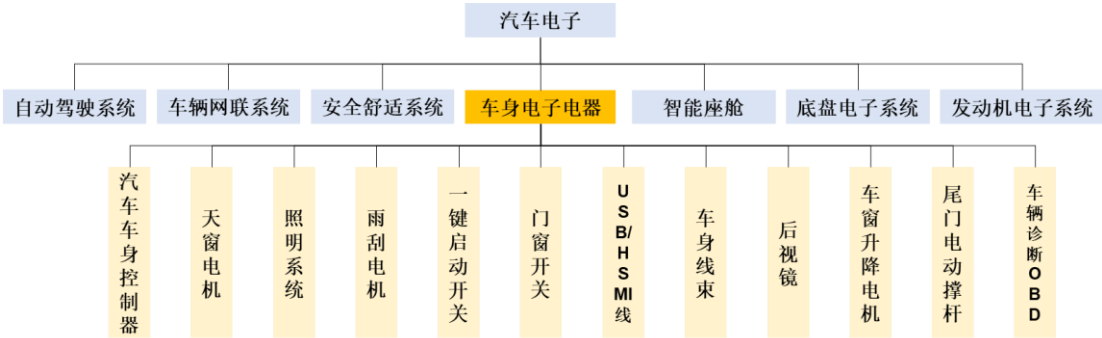 汽车电子
自动驾驶系统
车辆网联系统
安全舒适系统
车身电子电器
智能座舱
底盘电子系统
发动机电子系统
汽车车身控制器
天窗电机
照明系统
雨刮电机
一键启动开关
门窗开关
USB/HSMI线
车身线束
后视镜
车窗升降电机
尾门电动撑杆
车辆诊断OBD